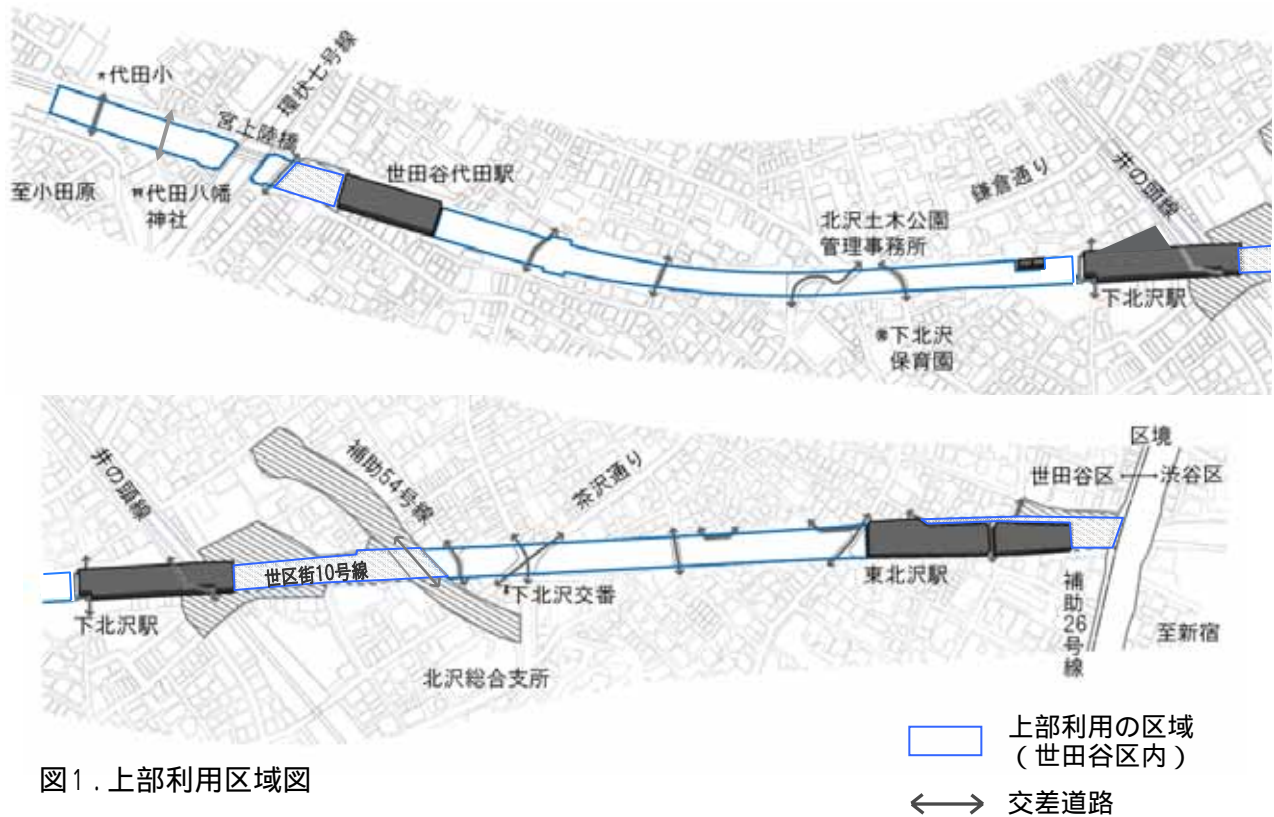 代田小
環状七号線
宮上陸橋
世田谷代田駅
至小田原
代田八幡
神社
北沢土木公園
管理事務所
鎌倉通り
井の頭線
下北沢駅
下北沢
保育園
井の頭線
補助54号線
茶沢通り
区境
世田谷区
渋谷区
世区街10号線
下北沢駅
下北沢交番
東北沢駅
補助26号線
至新宿
北沢総合支所
上部利用の区域
（世田谷区内）
交差道路
図1.上部利用区域図